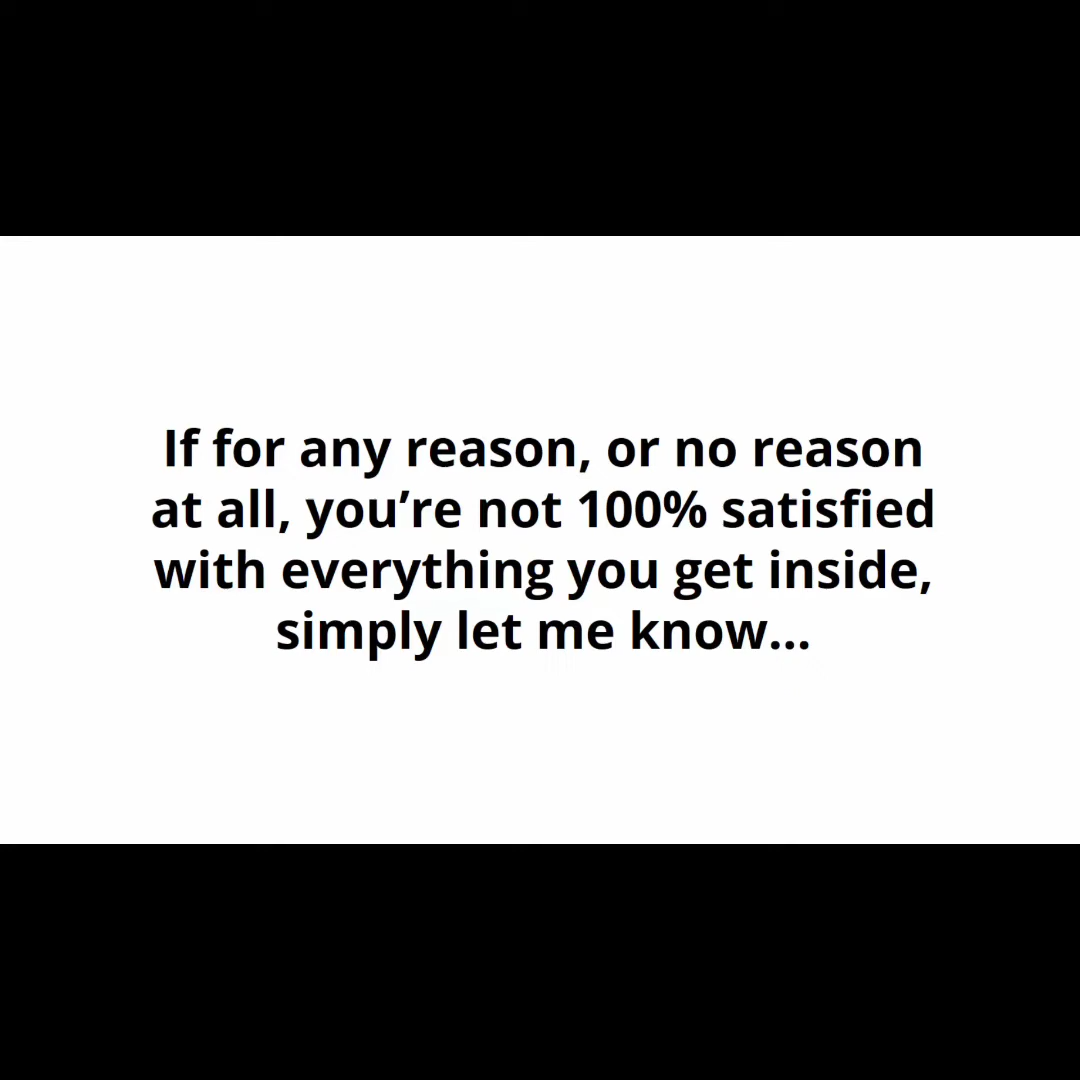 If for any reason, or no reason
at all, you’re not 100% satisfied
with everything you get inside,
simply let me know...